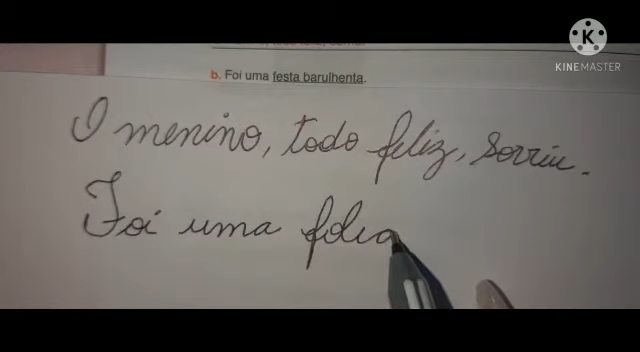 KINEMASTER
b. Foi uma festa barulhenta.
O menino, todo feliz, sorriu.
Foi uma folia